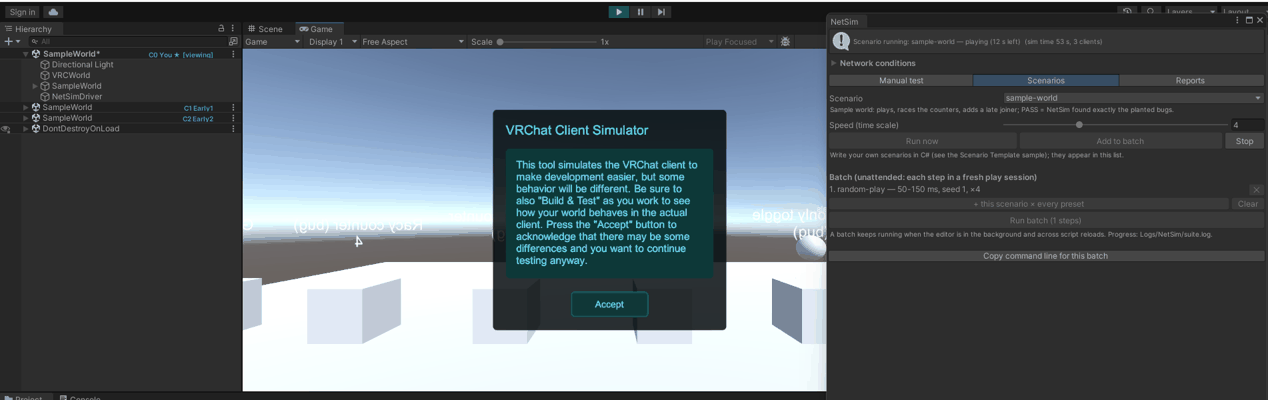 Sign in
Layers
Layout
Hierarchy
All
SampleWorld*
C0 You ★ [viewing]
Directional Light
VRCWorld
SampleWorld
NetSimDriver
SampleWorld
C1 Early1
SampleWorld
C2 Early2
DontDestroyOnLoad
Scene
Game
Game
Display 1
Free Aspect
Scale
1x
Play Focused
Racy counter (bug)
4
only toggle
(bug)
VRChat Client Simulator
This tool simulates the VRChat client to
make development easier, but some
behavior will be different. Be sure to
also "Build & Test" as you work to see
how your world behaves in the actual
client. Press the "Accept" button to
acknowledge that there may be some
differences and you want to continue
testing anyway.
Accept
NetSim
Scenario running: sample-world — playing (12 s left) (sim time 53 s, 3 clients)
Network conditions
Manual test
Scenarios
Reports
Scenario
sample-world
Sample world: plays, races the counters, adds a late joiner; PASS = NetSim found exactly the planted bugs.
Speed (time scale)
4
Run now
Add to batch
Stop
Write your own scenarios in C# (see the Scenario Template sample); they appear in this list.
Batch (unattended: each step in a fresh play session)
1. random-play — 50-150 ms, seed 1, ×4
+ this scenario × every preset
Clear
Run batch (1 steps)
A batch keeps running when the editor is in the background and across script reloads. Progress: Logs/NetSim/suite.log.
Copy command line for this batch
Project
Console